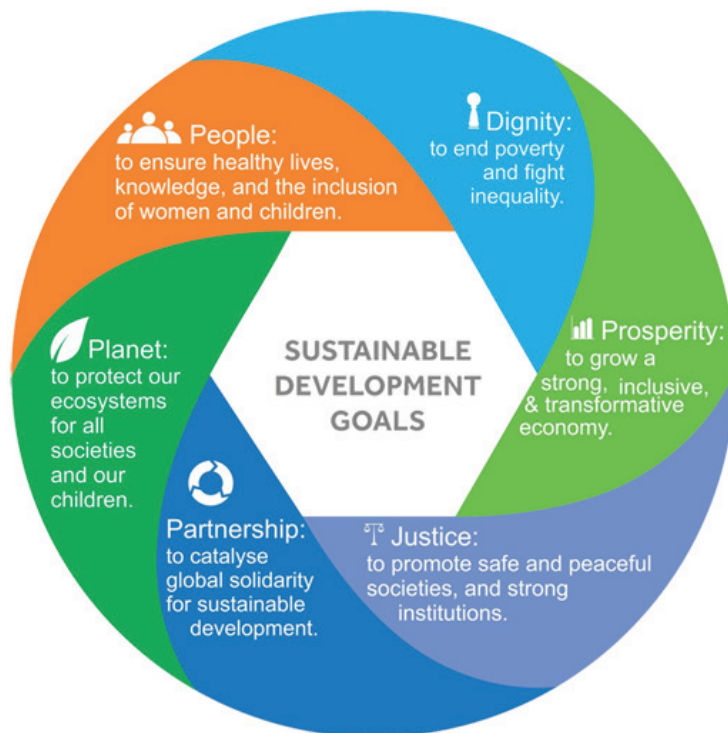 People:
to ensure healthy lives,
knowledge, and the inclusion
of women and children.
Dignity:
to end poverty
and fight
inequality.
Prosperity:
to grow a
strong, inclusive,
& transformative
economy.
Justice:
to promote safe and peaceful
societies, and strong
institutions.
Partnership:
to catalyse
global solidarity
for sustainable
development.
Planet:
to protect our
ecosystems
for all
societies
and our
children.
SUSTAINABLE
DEVELOPMENT
GOALS